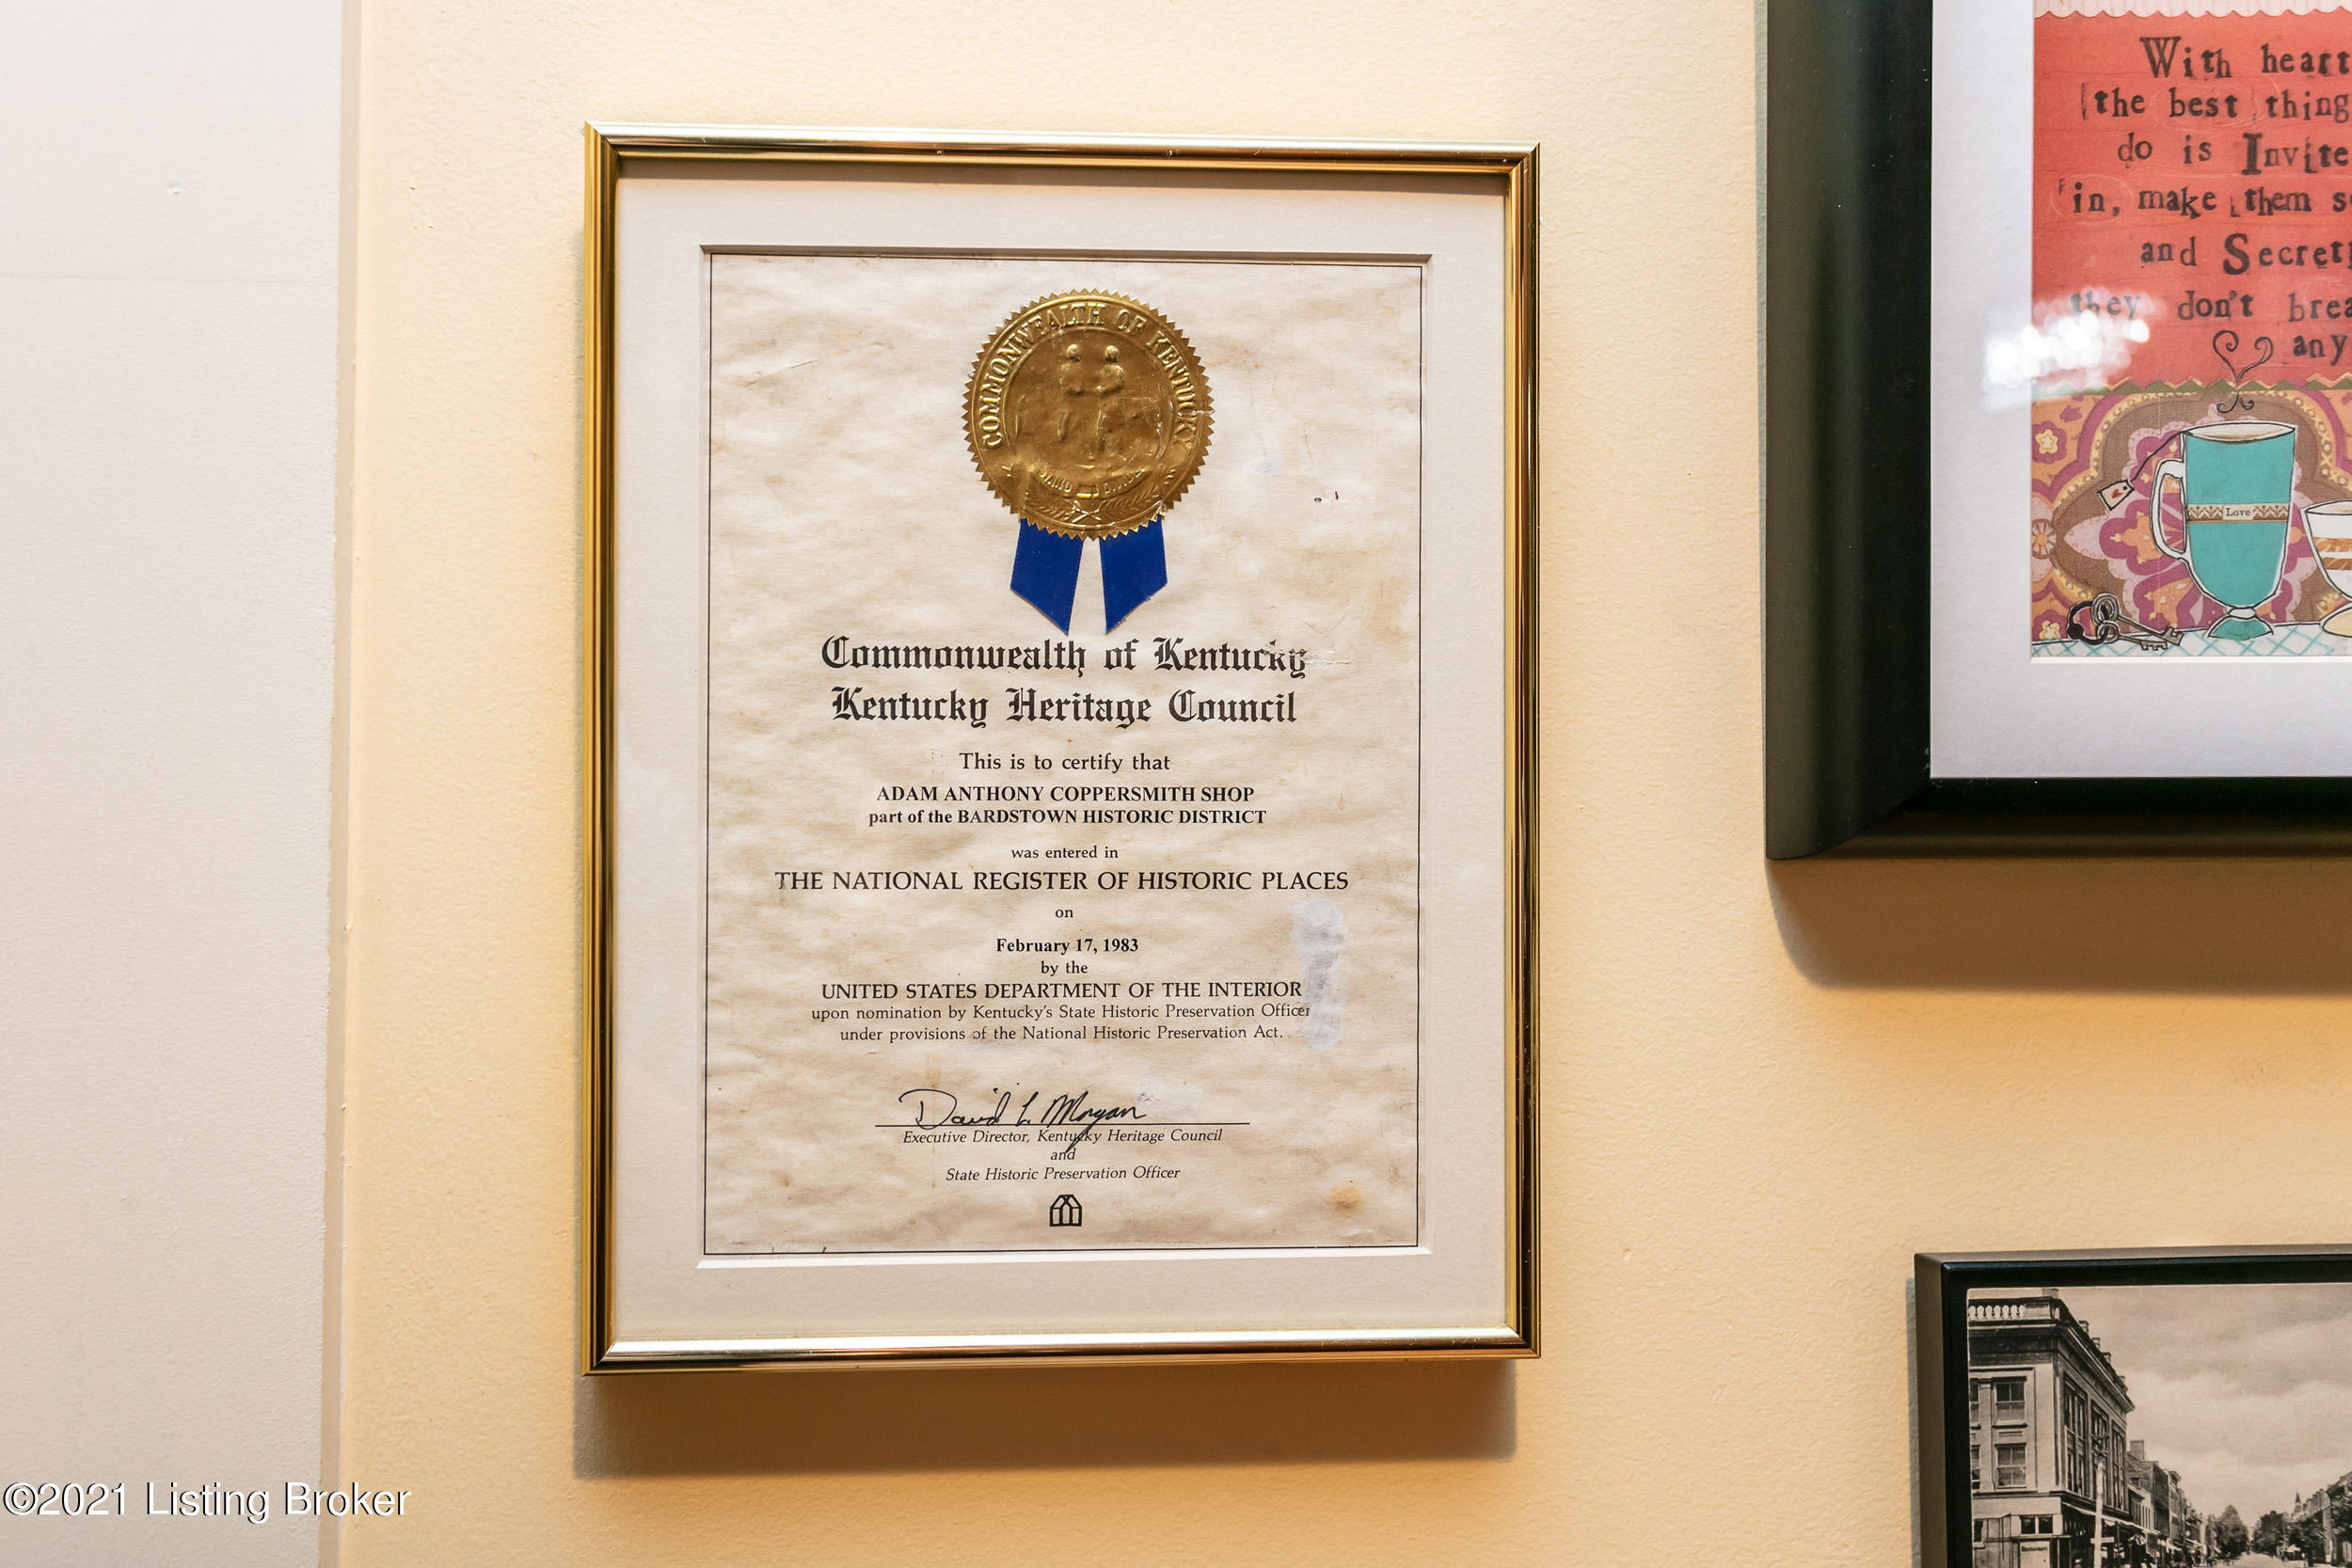 COMMONWEALTH OF KENTUCKY
Commonwealth of Kentucky
Kentucky Heritage Council
This is to certify that
ADAM ANTHONY COPPERSMITH SHOP
part of the BARDSTOWN HISTORIC DISTRICT
was entered in
THE NATIONAL REGISTER OF HISTORIC PLACES
on
February 17, 1983
by the
UNITED STATES DEPARTMENT OF THE INTERIOR
upon nomination by Kentucky's State Historic Preservation Officer
under provisions of the National Historic Preservation Act.
David L. Morgan
Executive Director, Kentucky Heritage Council
and
State Historic Preservation Officer
With heart
the best thing
do is Invite
in, make them
and Secret
they don't
any
Love
©2021 Listing Broker